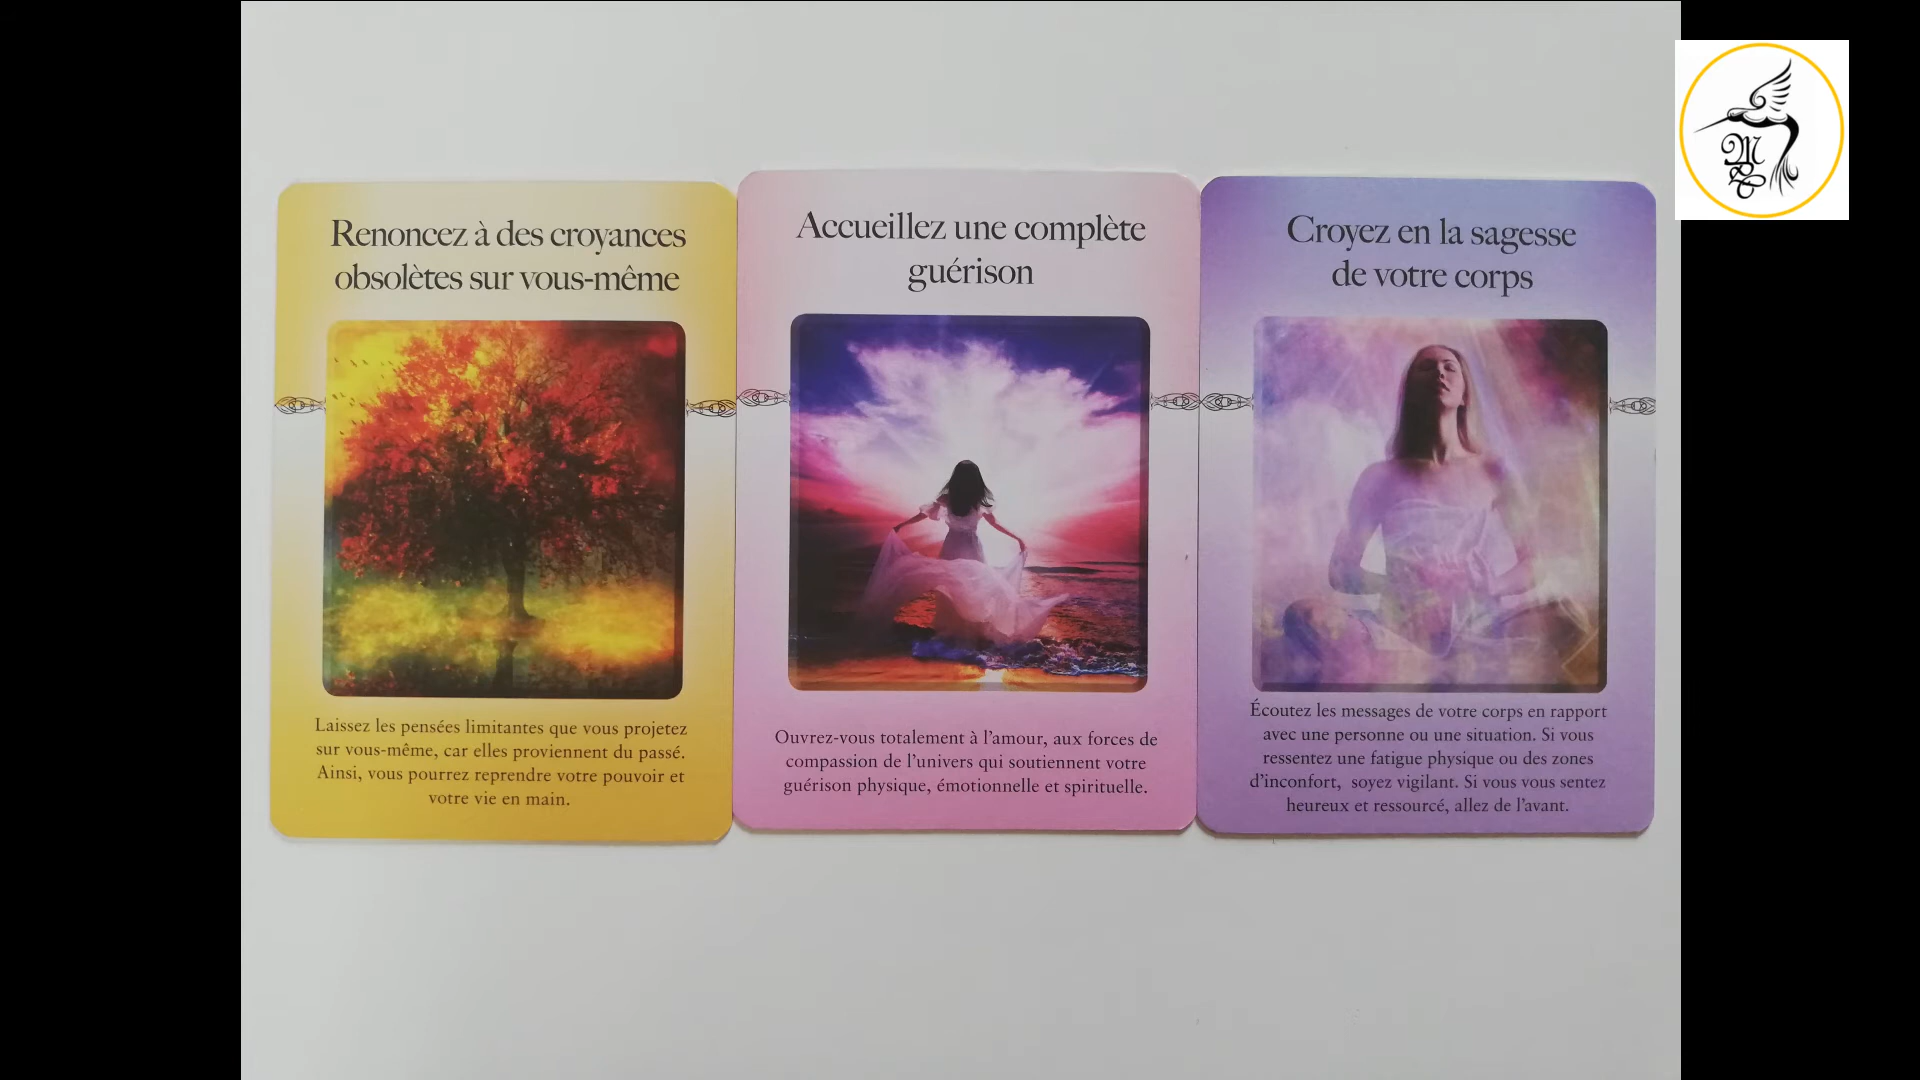 Renoncez à des croyances
obsolètes sur vous-même
Laissez les pensées limitantes que vous projetez
sur vous-même, car elles proviennent du passé.
Ainsi, vous pourrez reprendre votre pouvoir et
votre vie en main.
Accueillez une complète
guérison
Ouvrez-vous totalement à l’amour, aux forces de
compassion de l’univers qui soutiennent votre
guérison physique, émotionnelle et spirituelle.
Croyez en la sagesse
de votre corps
Écoutez les messages de votre corps en rapport
avec une personne ou une situation. Si vous
ressentez une fatigue physique ou des zones
d’inconfort, soyez vigilant. Si vous vous sentez
heureux et ressourcé, allez de l’avant.